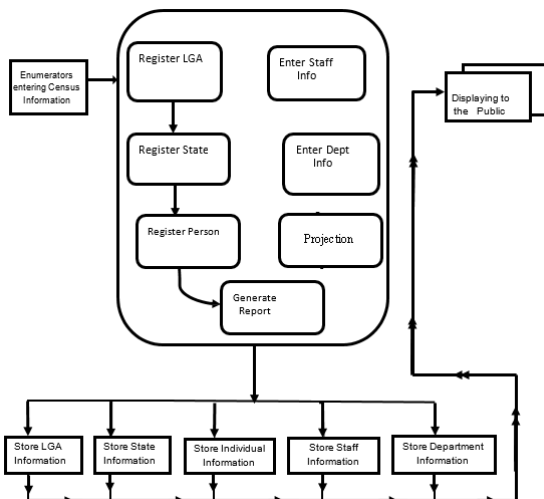 Enumerators
entering Census
Information
Register LGA
Enter Staff
Info
Displaying to
the Public
Register State
Enter Dept
Info
Register Person
Projection
Generate
Report
Store LGA
Information
Store State
Information
Store Individual
Information
Store Staff
Information
Store Department
Information